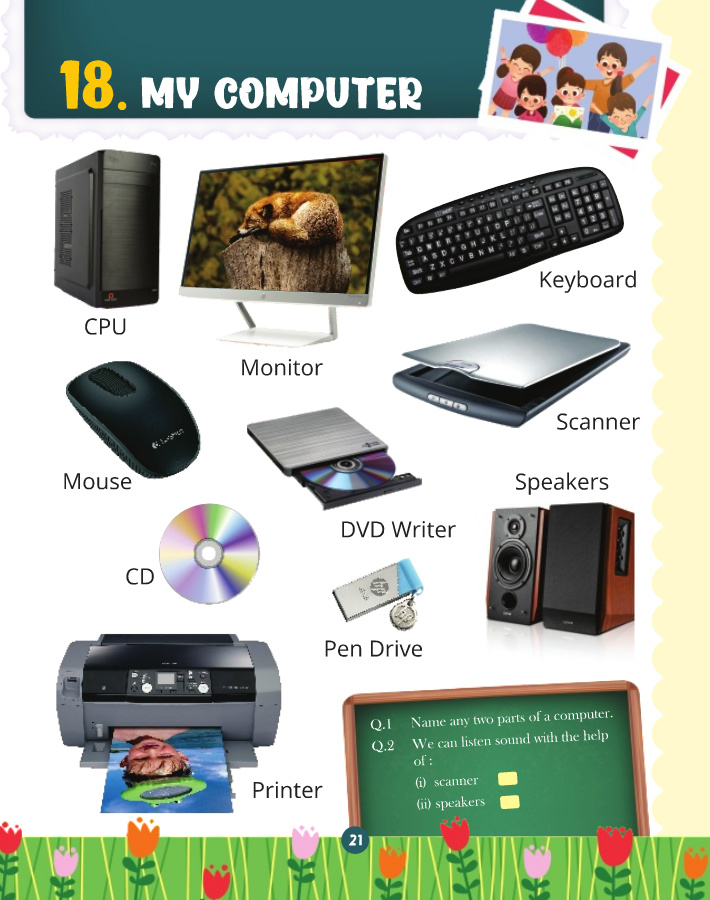 18. MY COMPUTER
CPU
Monitor
Keyboard
Mouse
Scanner
DVD Writer
Speakers
CD
Pen Drive
Printer
Q.1 Name any two parts of a computer.
Q.2 We can listen sound with the help
of :
(i) scanner
(ii) speakers
21